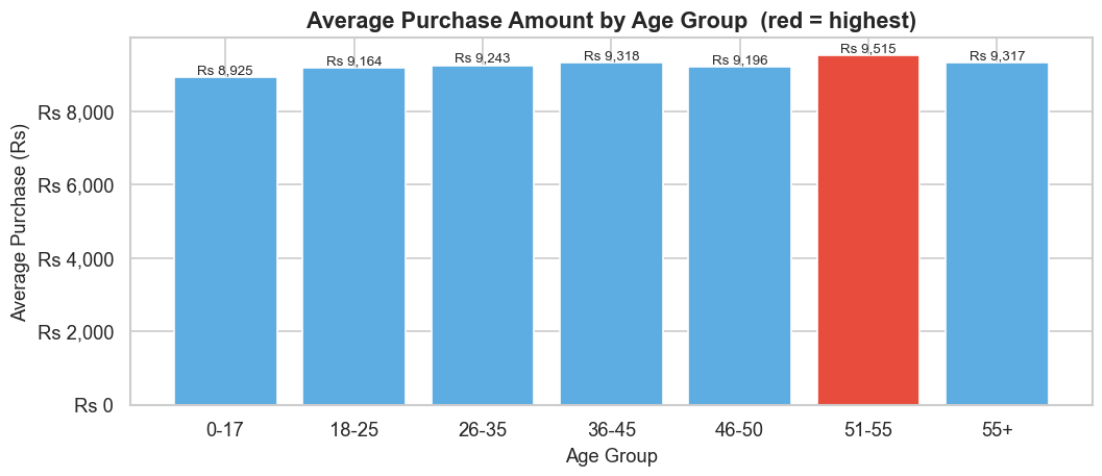 Average Purchase Amount by Age Group (red = highest)
Rs 8,925
Rs 9,164
Rs 9,243
Rs 9,318
Rs 9,196
Rs 9,515
Rs 9,317
Average Purchase (Rs)
Rs 8,000
Rs 6,000
Rs 4,000
Rs 2,000
Rs 0
0-17
18-25
26-35
36-45
46-50
51-55
55+
Age Group